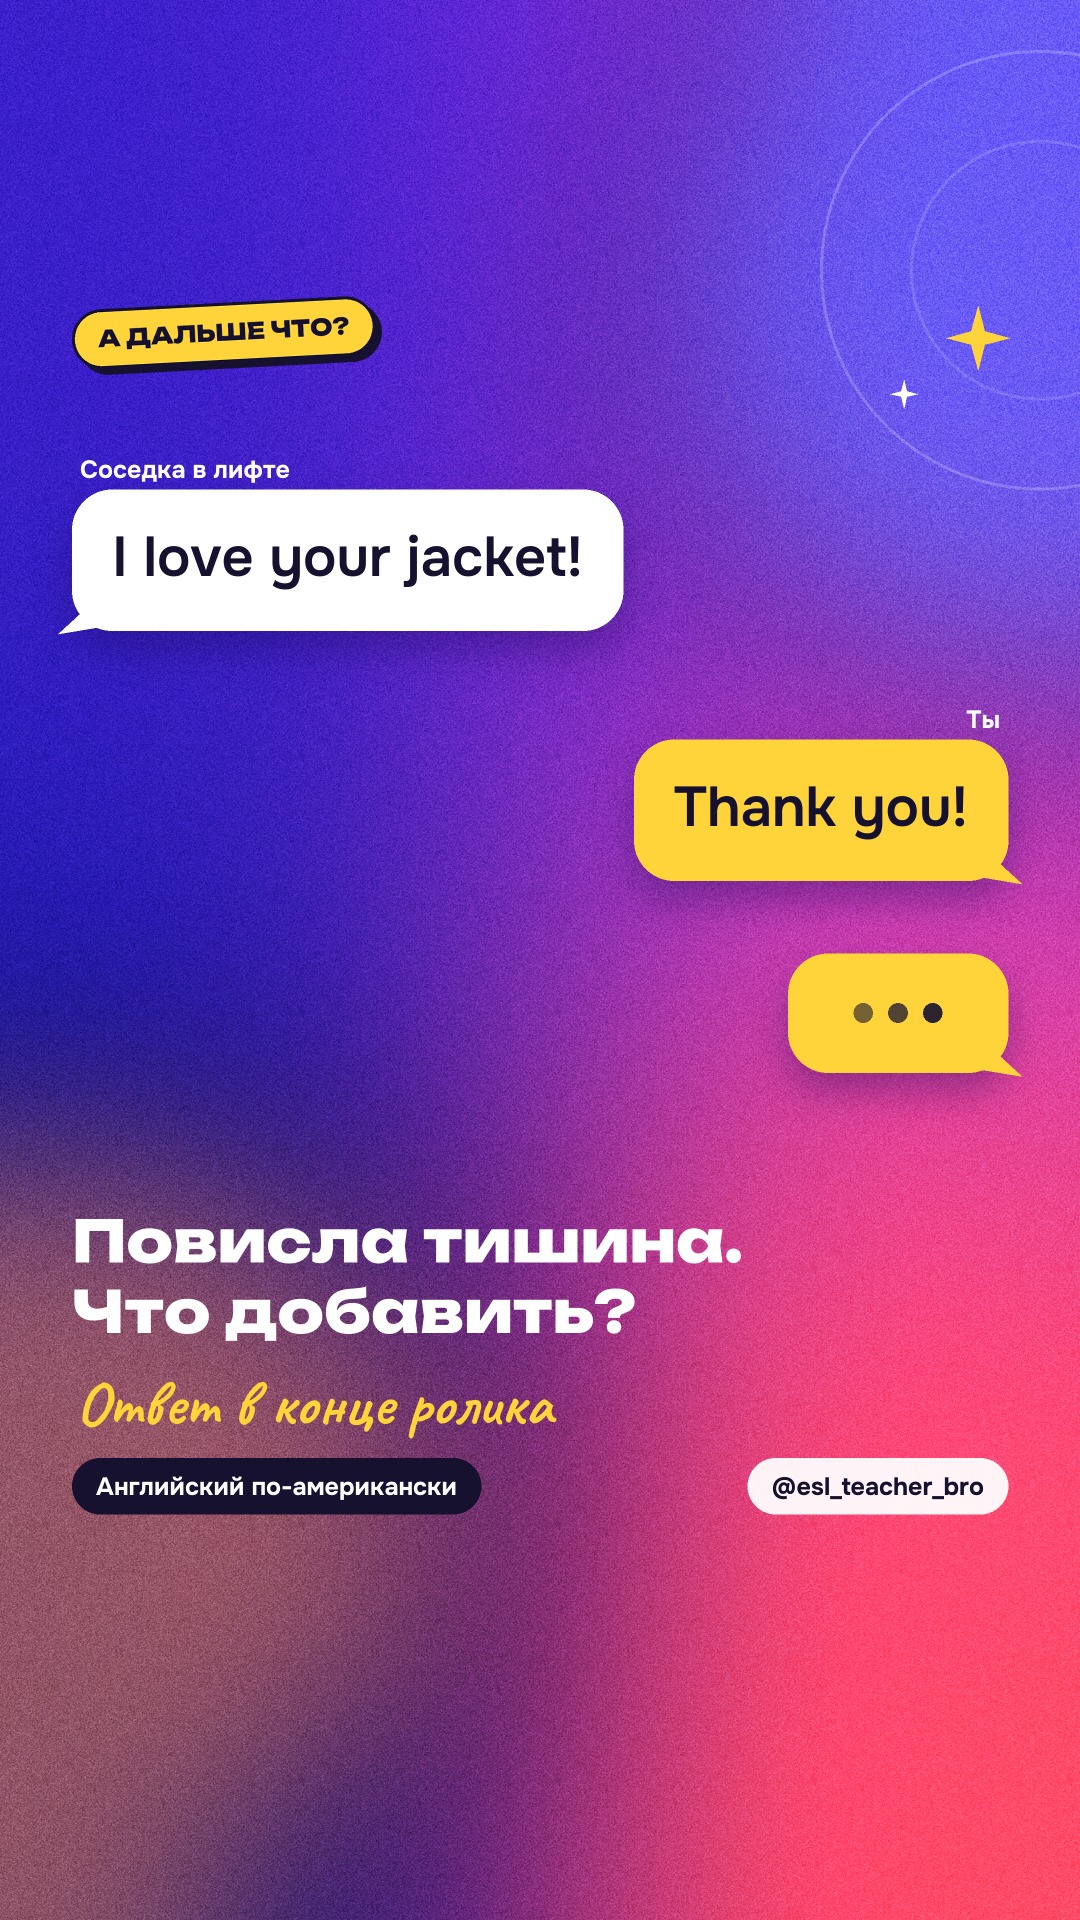 А ДАЛЬШЕ ЧТО?
Соседка в лифте
I love your jacket!
Ты
Thank you!
Повисла тишина.
Что добавить?
Ответ в конце ролика
Английский по-американски
@esl_teacher_bro